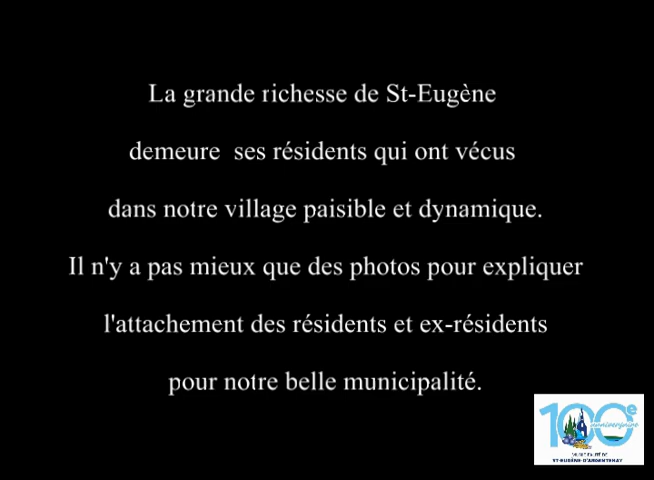 La grande richesse de St-Eugène
demeure ses résidents qui ont vécus
dans notre village paisible et dynamique.
Il n'y a pas mieux que des photos pour expliquer
l'attachement des résidents et ex-résidents
pour notre belle municipalité.
100e
anniversaire
ST-EUGÈNE-D'ARGENTENAY